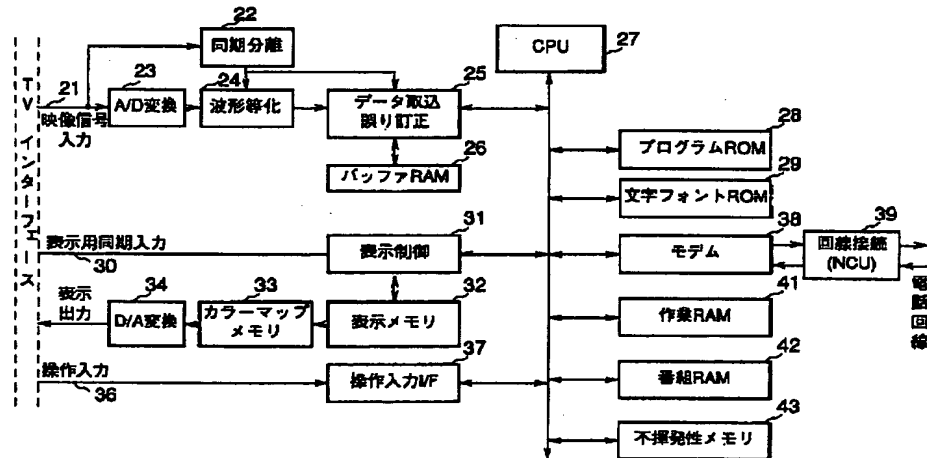 22
同期分離
CPU
27
TV インターフェース
21
映像信号
入力
23
A/D変換
24
波形等化
25
データ取込
誤り訂正
26
バッファRAM
28
プログラムROM
29
文字フォントROM
表示用同期入力
30
31
表示制御
38
モデム
39
回線接続
(NCU)
電話回線
表示
出力
34
D/A変換
33
カラーマップ
メモリ
32
表示メモリ
41
作業RAM
操作入力
36
37
操作入力I/F
42
番組RAM
43
不揮発性メモリ